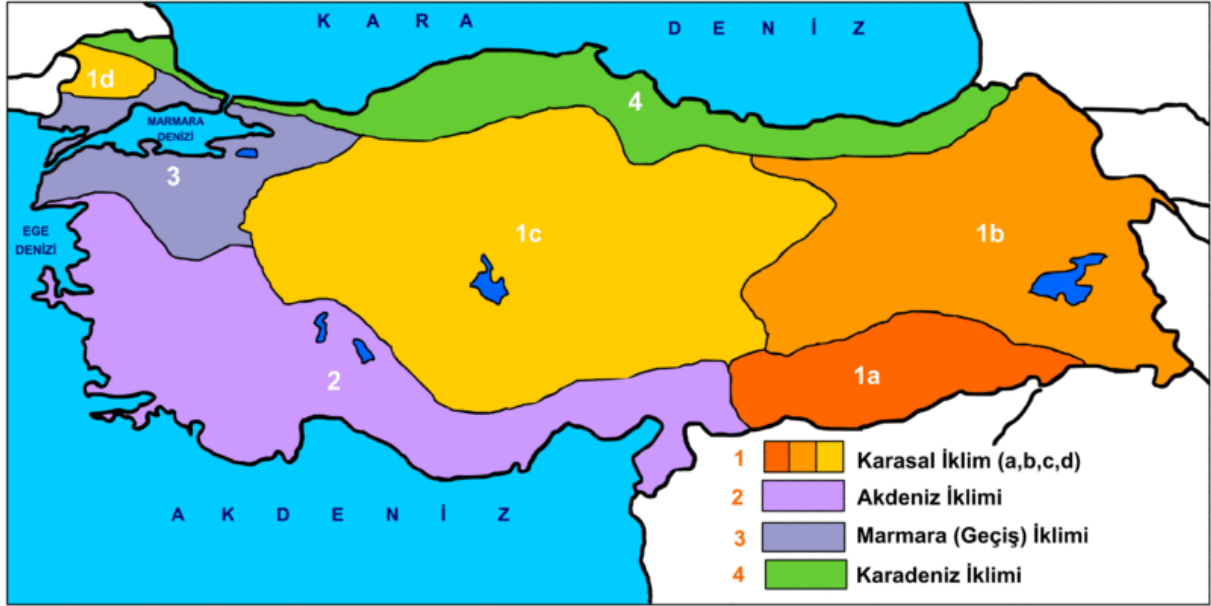 K A R A
D E N İ Z
1d
4
MARMARA
DENİZİ
3
EGE
DENİZİ
1c
1b
2
1a
1 Karasal İklim (a,b,c,d)
2 Akdeniz İklimi
3 Marmara (Geçiş) İklimi
4 Karadeniz İklimi
A K D E N İ Z